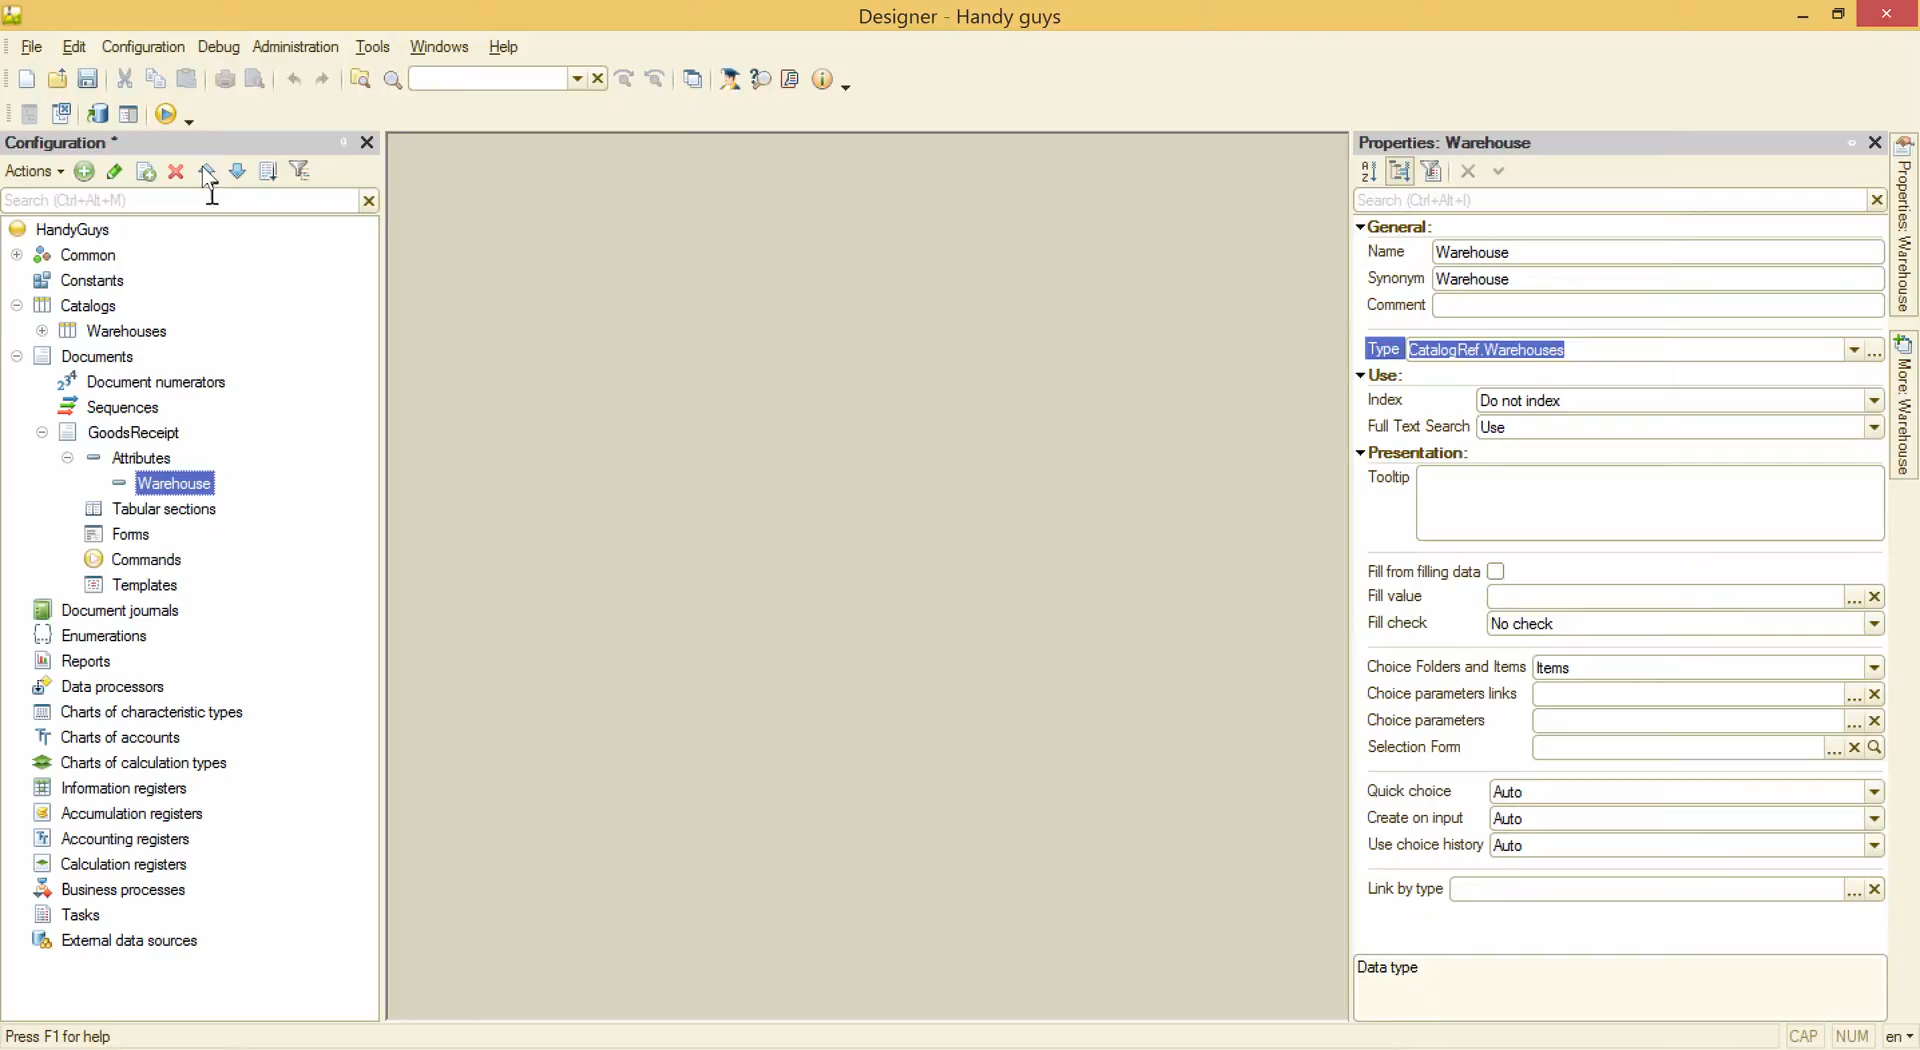 Designer - Handy guys
File Edit Configuration Debug Administration Tools Windows Help
Configuration *
Actions
Search (Ctrl+Alt+M)
HandyGuys
Common
Constants
Catalogs
Warehouses
Documents
Document numerators
Sequences
GoodsReceipt
Attributes
Warehouse
Tabular sections
Forms
Commands
Templates
Document journals
Enumerations
Reports
Data processors
Charts of characteristic types
Charts of accounts
Charts of calculation types
Information registers
Accumulation registers
Accounting registers
Calculation registers
Business processes
Tasks
External data sources
Properties: Warehouse
Search (Ctrl+Alt+I)
General:
Name Warehouse
Synonym Warehouse
Comment
Type CatalogRef.Warehouses
Use:
Index Do not index
Full Text Search Use
Presentation:
Tooltip
Fill from filling data
Fill value
Fill check No check
Choice Folders and Items Items
Choice parameters links
Choice parameters
Selection Form
Quick choice Auto
Create on input Auto
Use choice history Auto
Link by type
Data type
Properties: Warehouse
More: Warehouse
Press F1 for help
CAP NUM en